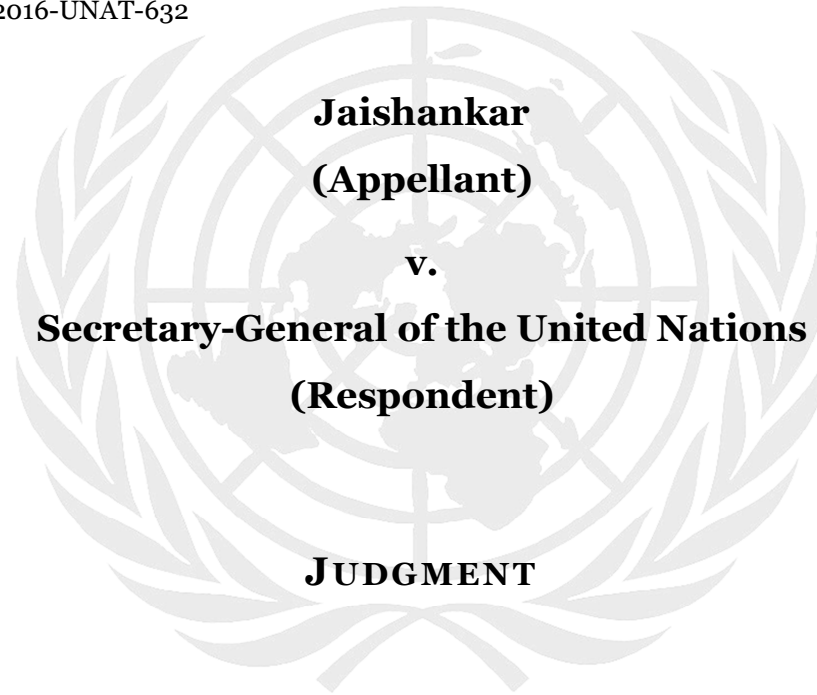 2016-UNAT-632
Jaishankar
(Appellant)
v.
Secretary-General of the United Nations
(Respondent)
JUDGMENT